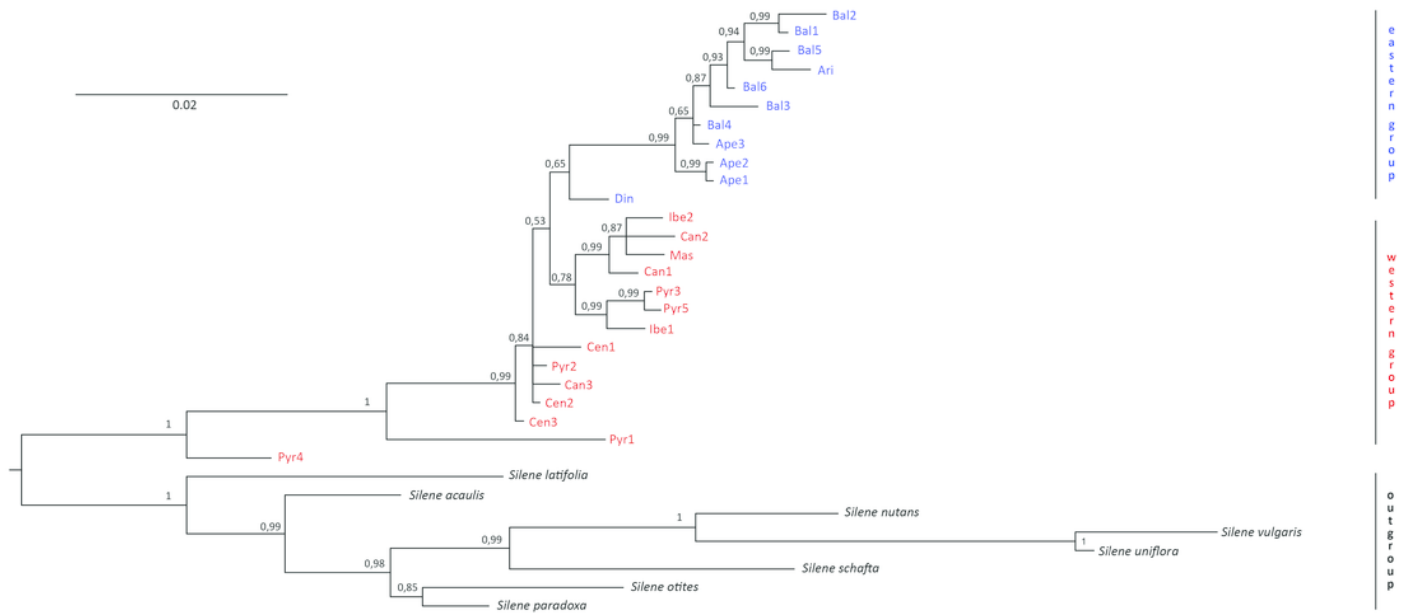 0,99
Bal2
Bal1
0,94
0,99
Bal5
Ari
0,93
Bal6
0,87
Bal3
0.02
0,65
Bal4
0,99
Ape3
0,99
Ape2
Ape1
0,65
Din
0,53
Ibe2
0,87
Can2
0,99
Mas
Can1
0,78
0,99
Pyr3
0,99
Pyr5
Ibe1
0,84
Cen1
Pyr2
0,99
Can3
Cen2
1
Cen3
1
Pyr1
Pyr4
Silene latifolia
1
Silene acaulis
0,99
1
Silene nutans
Silene vulgaris
0,99
1
Silene uniflora
0,98
Silene schafta
0,85
Silene otites
Silene paradoxa
eastern group
western group
outgroup